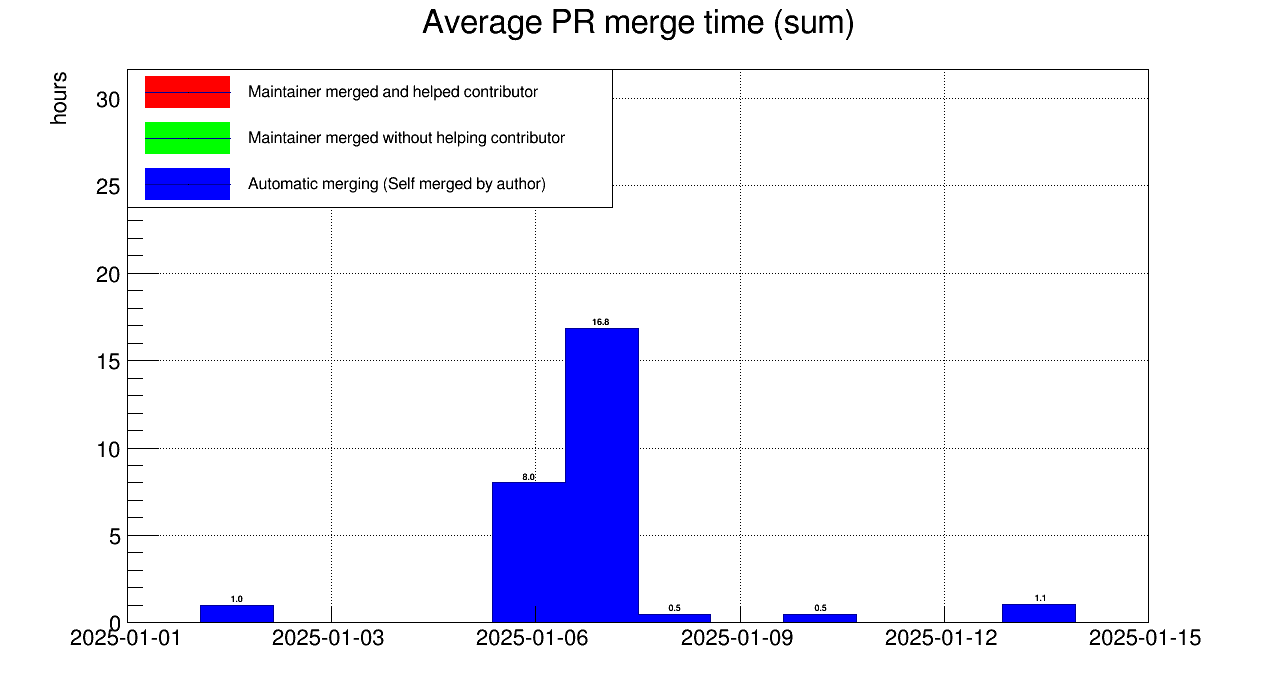 Average PR merge time (sum)
hours
Maintainer merged and helped contributor
Maintainer merged without helping contributor
Automatic merging (Self merged by author)
30
25
20
15
10
5
0
16.8
8.0
1.0
0.5
0.5
1.1
2025-01-01 2025-01-03 2025-01-06 2025-01-09 2025-01-12 2025-01-15